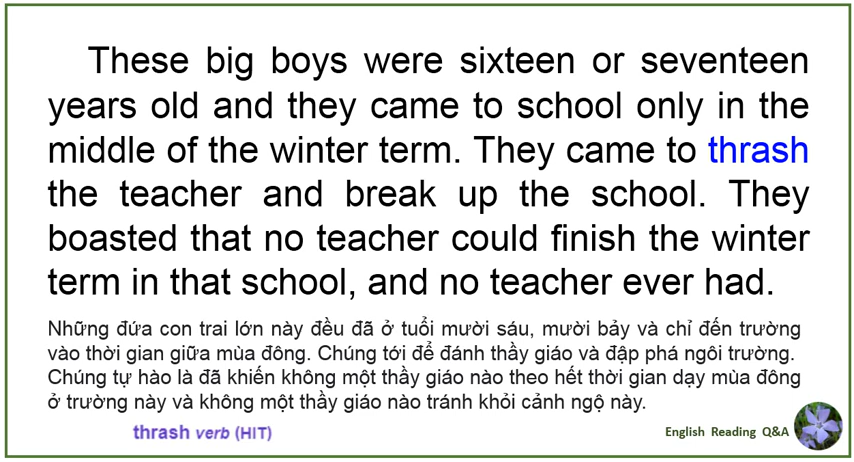 These big boys were sixteen or seventeen
years old and they came to school only in the
middle of the winter term. They came to thrash
the teacher and break up the school. They
boasted that no teacher could finish the winter
term in that school, and no teacher ever had.
Những đứa con trai lớn này đều đã ở tuổi mười sáu, mười bảy và chỉ đến trường
vào thời gian giữa mùa đông. Chúng tới để đánh thầy giáo và đập phá ngôi trường.
Chúng tự hào là đã khiến không một thầy giáo nào theo hết thời gian dạy mùa đông
ở trường này và không một thầy giáo nào tránh khỏi cảnh ngộ này.
thrash verb (HIT)
English Reading Q&A